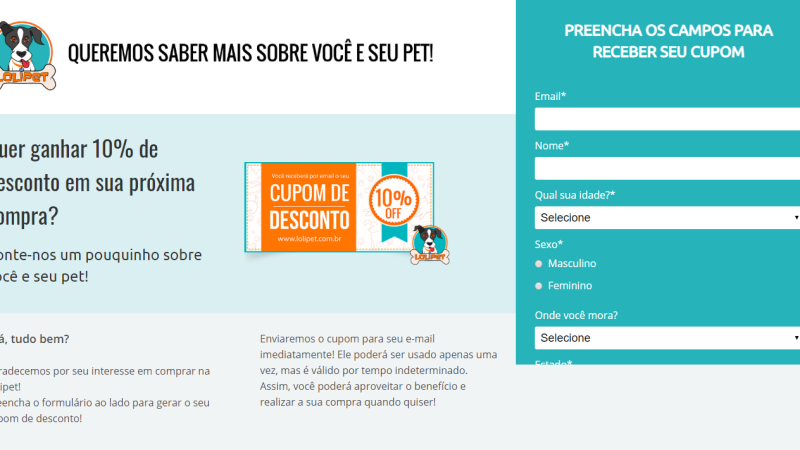 LOLIPET
QUEREMOS SABER MAIS SOBRE VOCÊ E SEU PET!
uer ganhar 10% de
esconto em sua próxima
ompra?
onte-nos um pouquinho sobre
ocê e seu pet!
Você receberá por email o seu
CUPOM DE
DESCONTO
www.lolipet.com.br
10%
OFF
LOLIPET
á, tudo bem?
radecemos por seu interesse em comprar na
lipet!
eencha o formulário ao lado para gerar o seu
pom de desconto!
Enviaremos o cupom para seu e-mail
imediatamente! Ele poderá ser usado apenas uma
vez, mas é válido por tempo indeterminado.
Assim, você poderá aproveitar o benefício e
realizar a sua compra quando quiser!
PREENCHA OS CAMPOS PARA
RECEBER SEU CUPOM
Email*
Nome*
Qual sua idade?*
Selecione
Sexo*
Masculino
Feminino
Onde você mora?
Selecione
Estado*